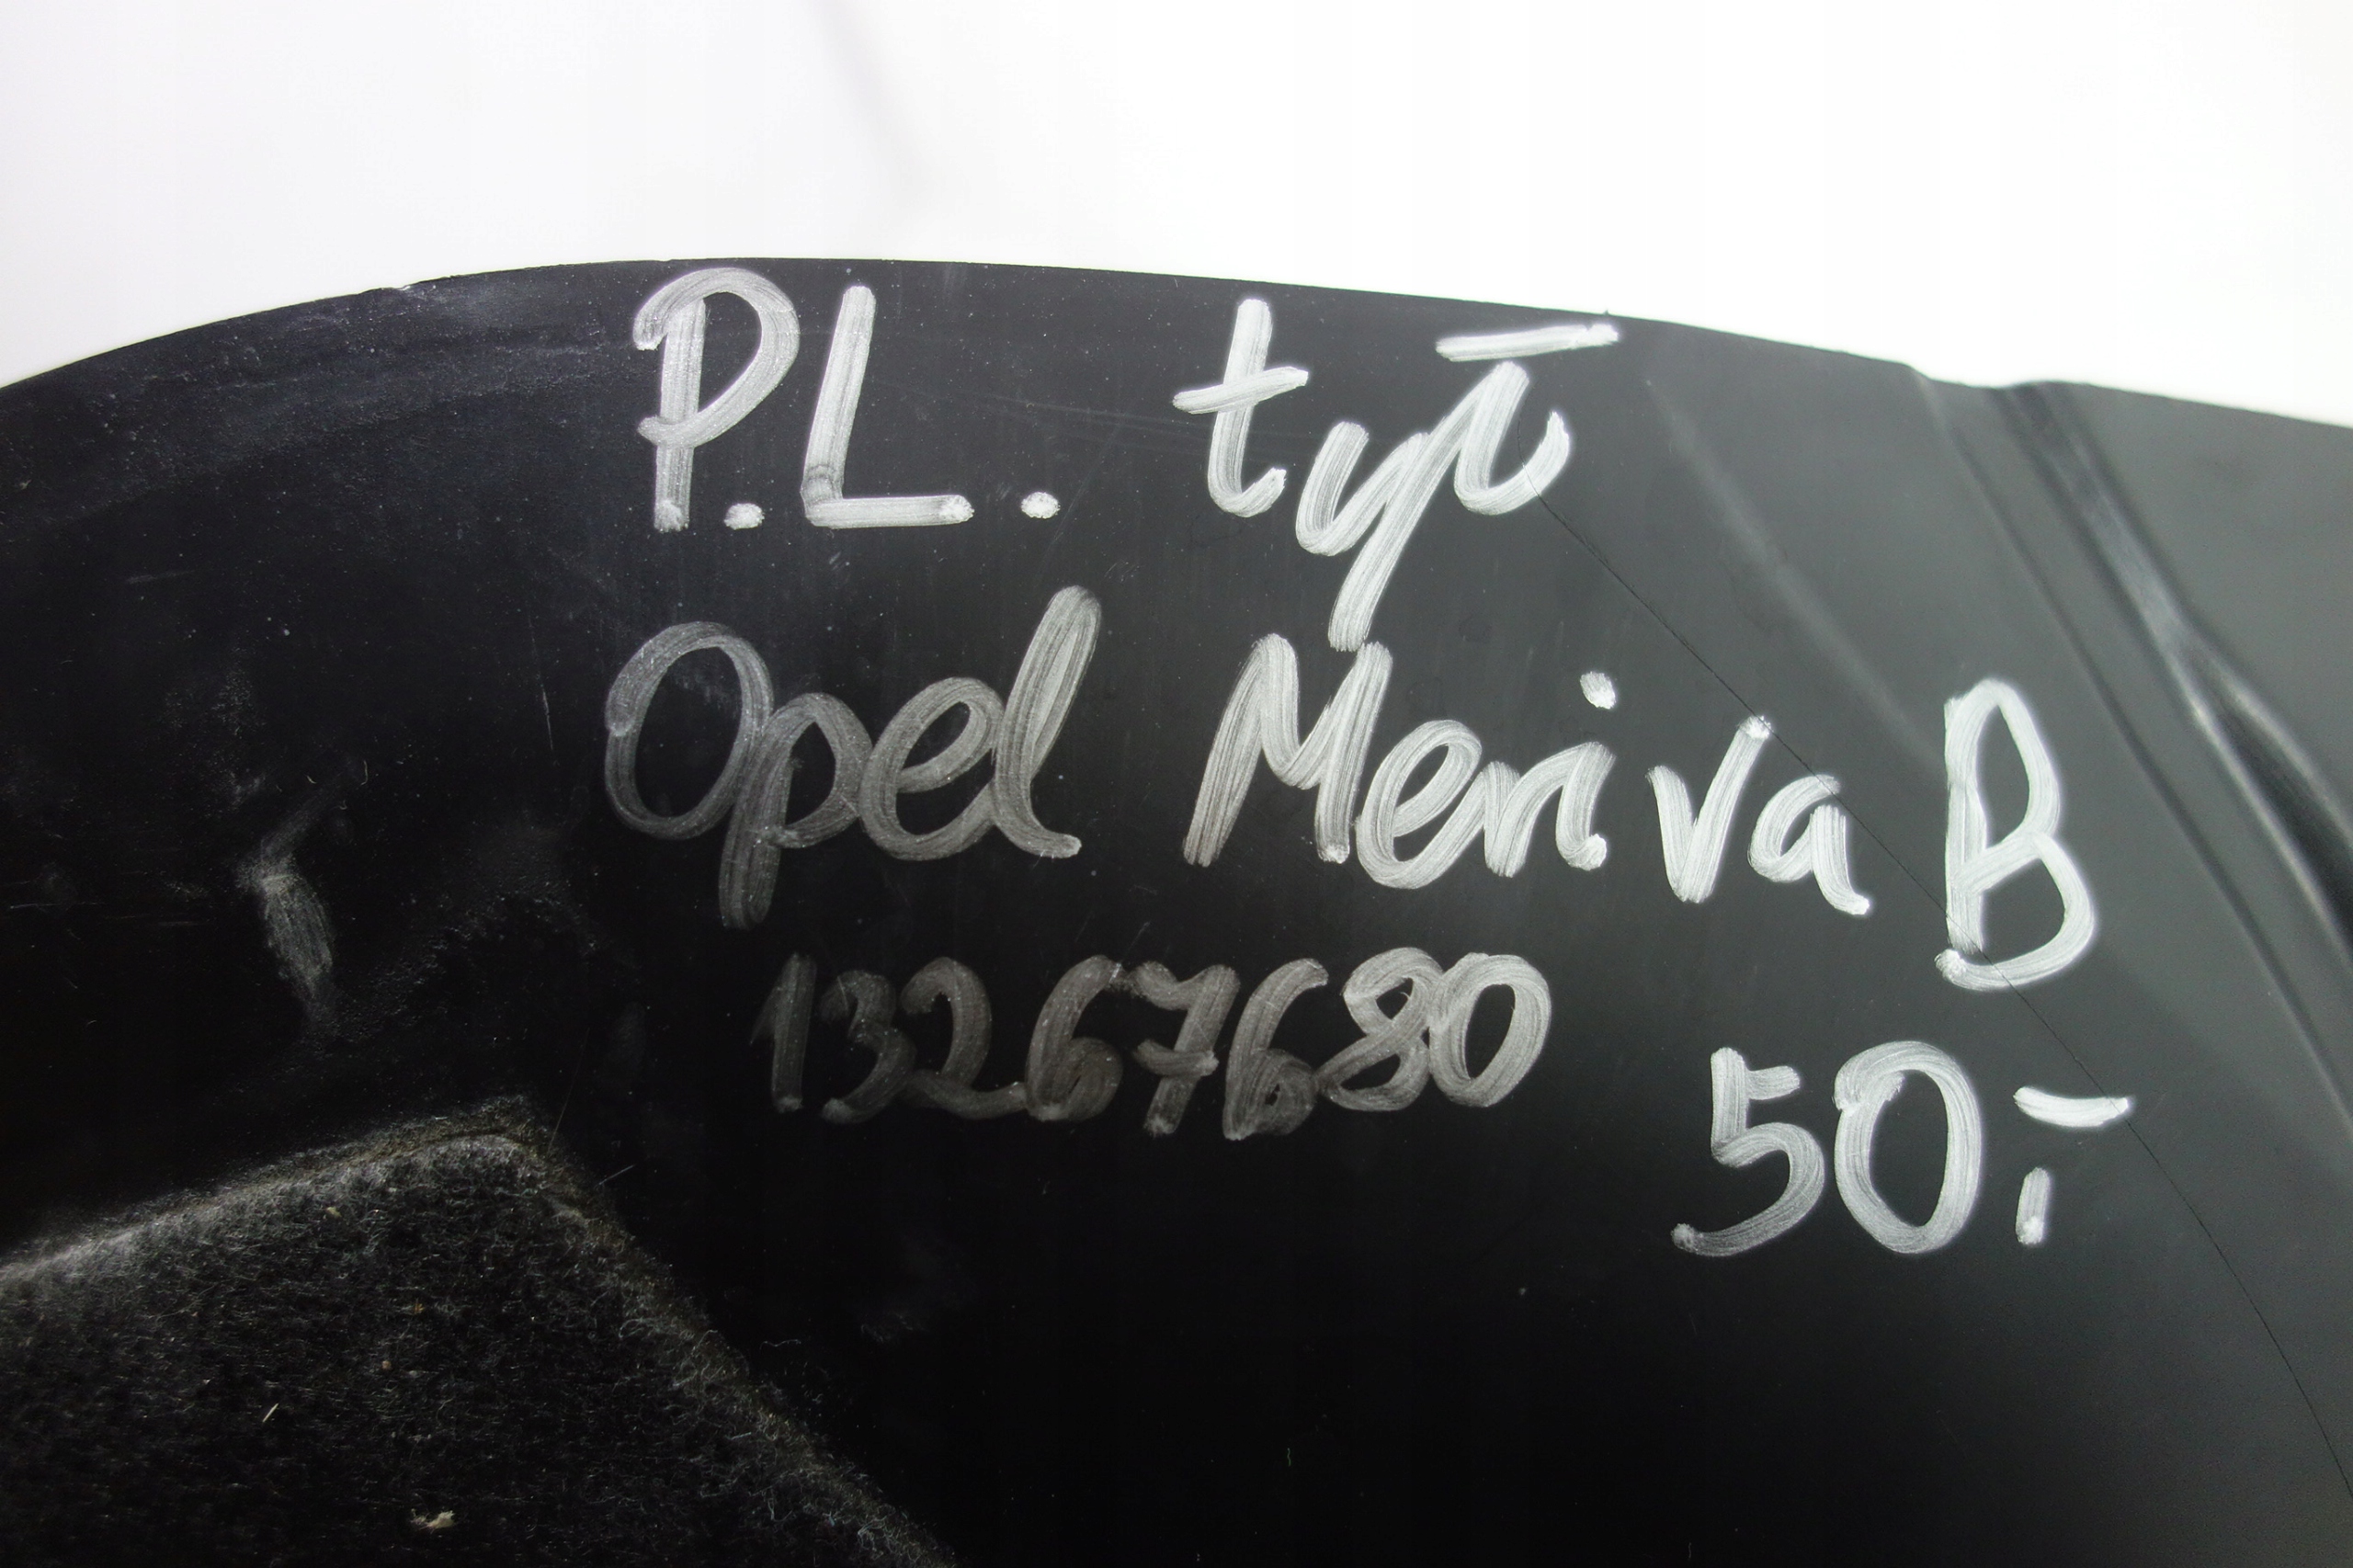 P.L. tył
Opel Meriva B
13267680
50,-